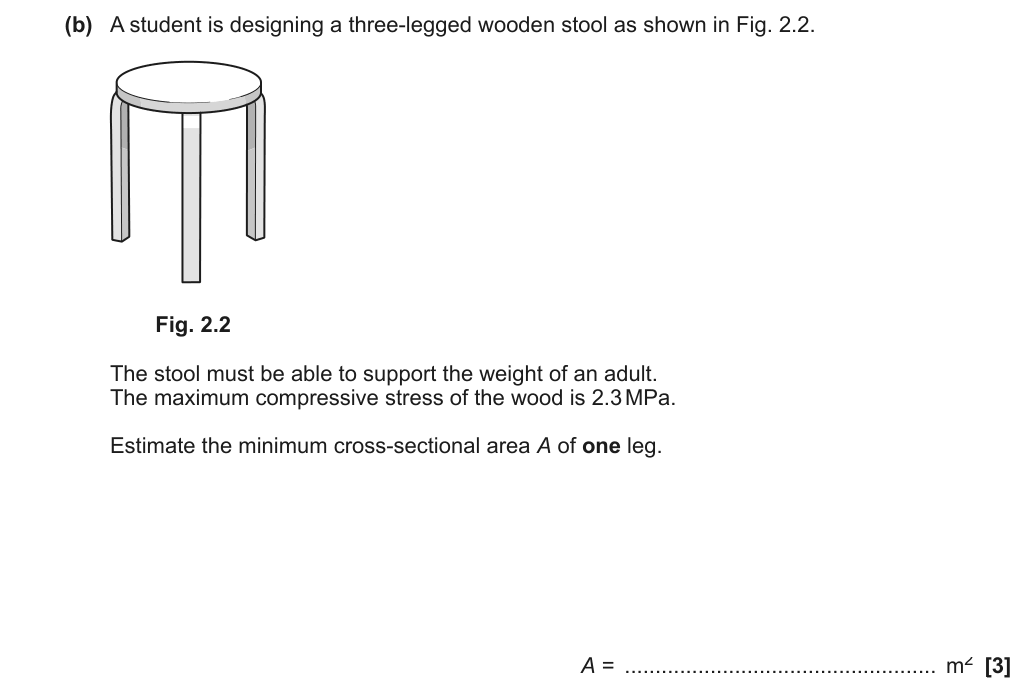 (b) A student is designing a three-legged wooden stool as shown in Fig. 2.2.
Fig. 2.2
The stool must be able to support the weight of an adult.
The maximum compressive stress of the wood is 2.3 MPa.
Estimate the minimum cross-sectional area A of one leg.
A = .................................................. m² [3]